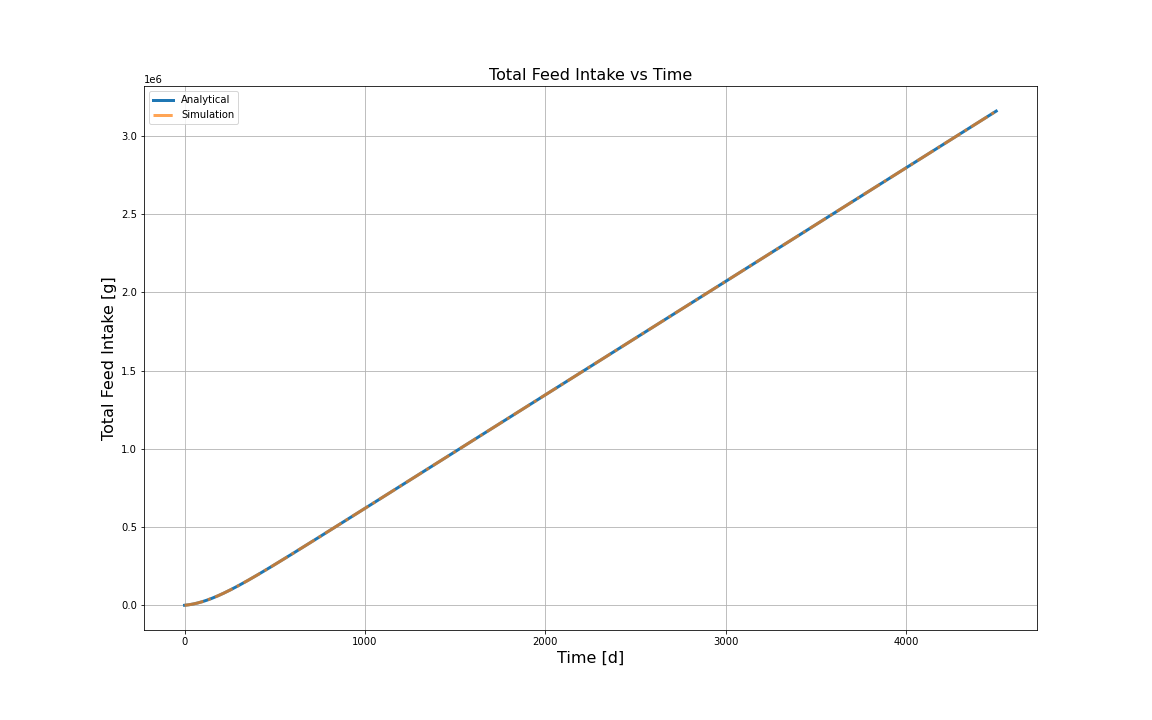 Total Feed Intake vs Time
1e6
Analytical
Simulation
3.0
2.5
2.0
1.5
1.0
0.5
0.0
Total Feed Intake [g]
0 1000 2000 3000 4000
Time [d]